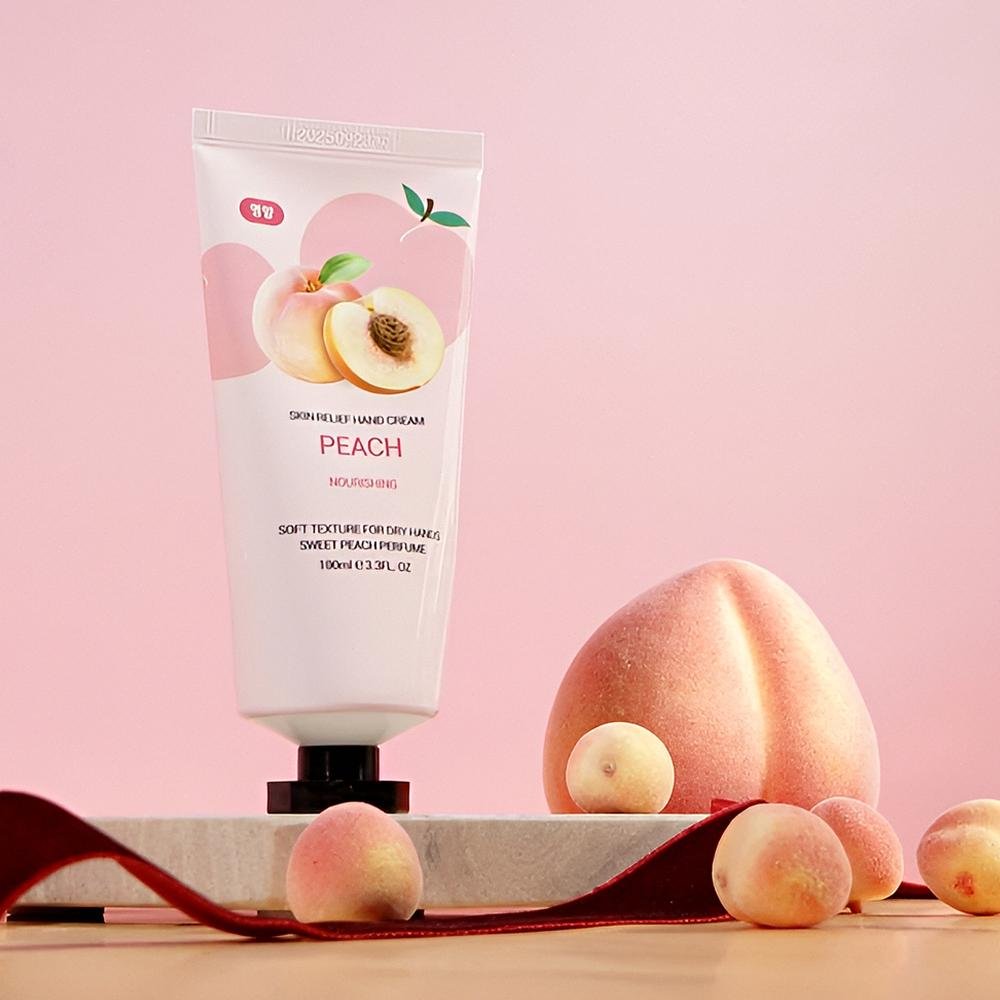 SKIN RELIEF HAND CREAM
PEACH
NOURISHING
SOFT TEXTURE FOR DRY HANDS
SWEET PEACH PERFUME
100ml e 3.3FL. OZ